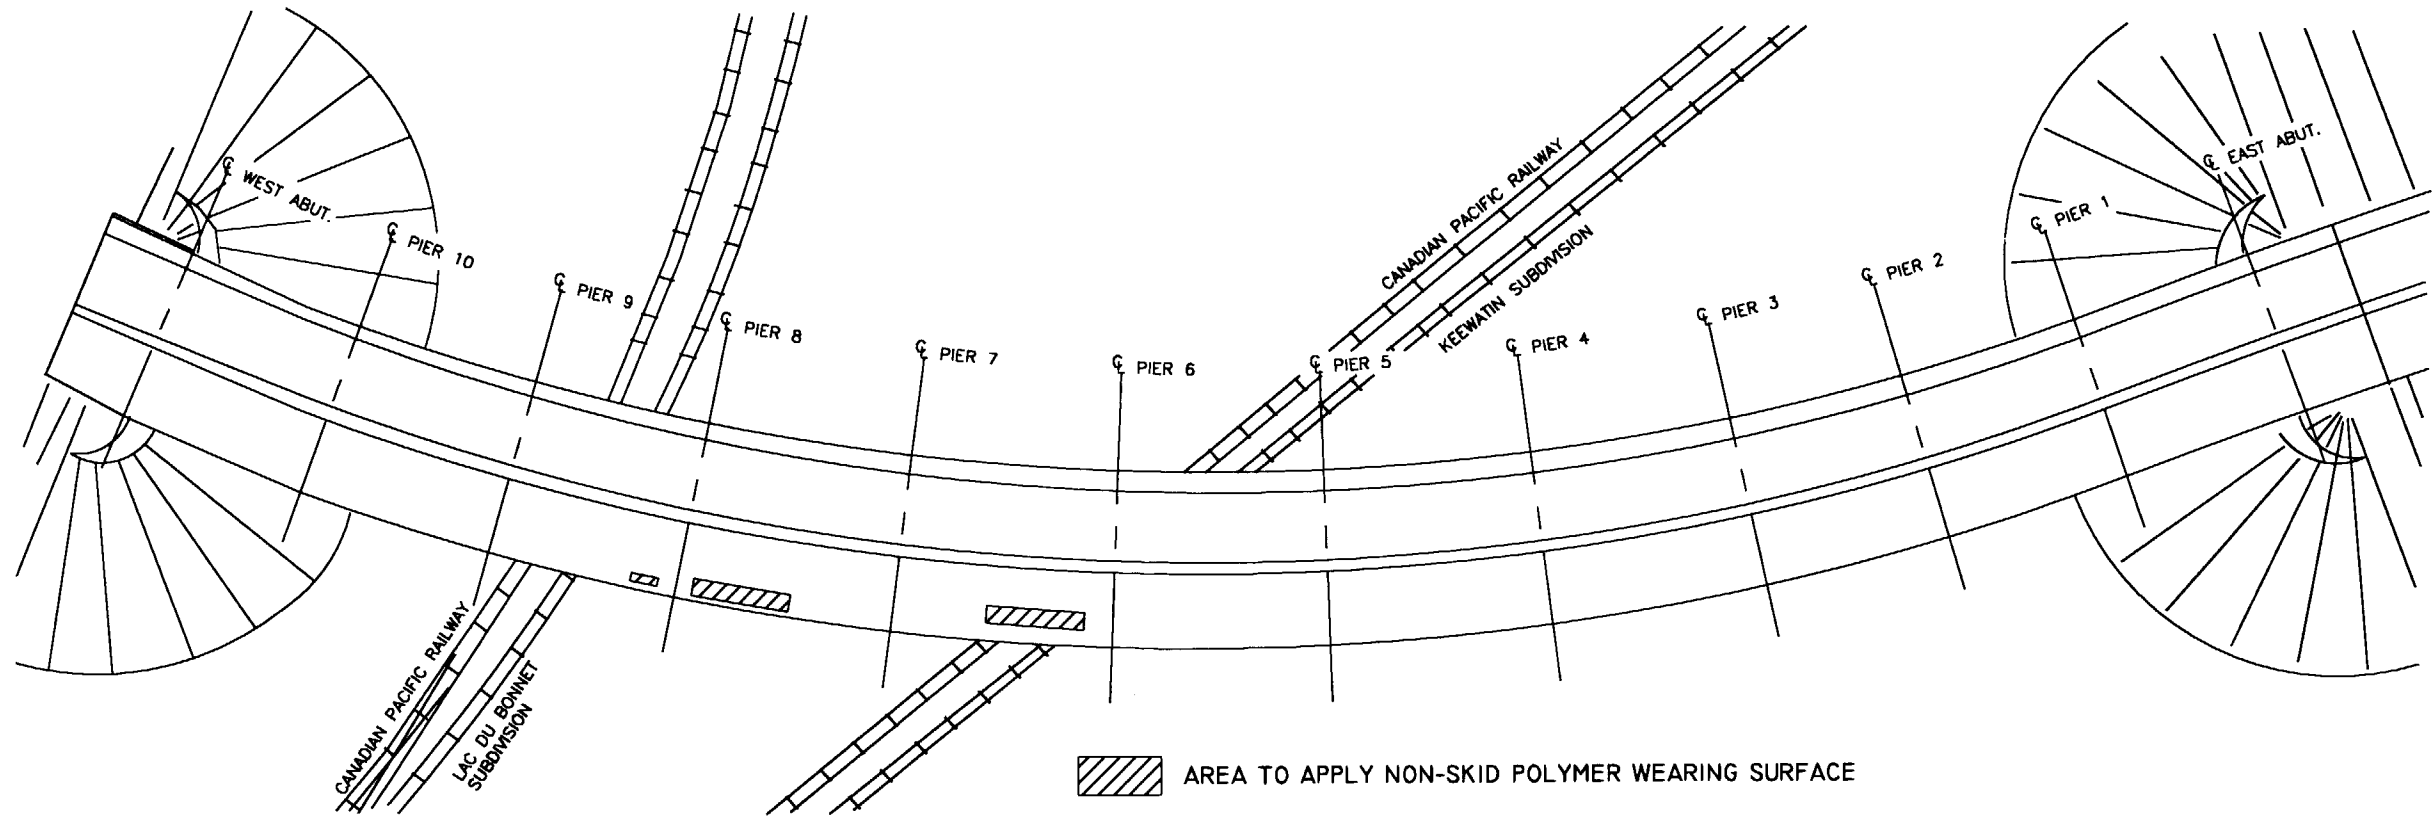 ℄ WEST ABUT.
℄ PIER 10
℄ PIER 9
℄ PIER 8
℄ PIER 7
℄ PIER 6
℄ PIER 5
℄ PIER 4
℄ PIER 3
℄ PIER 2
℄ PIER 1
℄ EAST ABUT.
CANADIAN PACIFIC RAILWAY
KEEWATIN SUBDIVISION
CANADIAN PACIFIC RAILWAY
LAC DU BONNET
SUBDIVISION
AREA TO APPLY NON-SKID POLYMER WEARING SURFACE